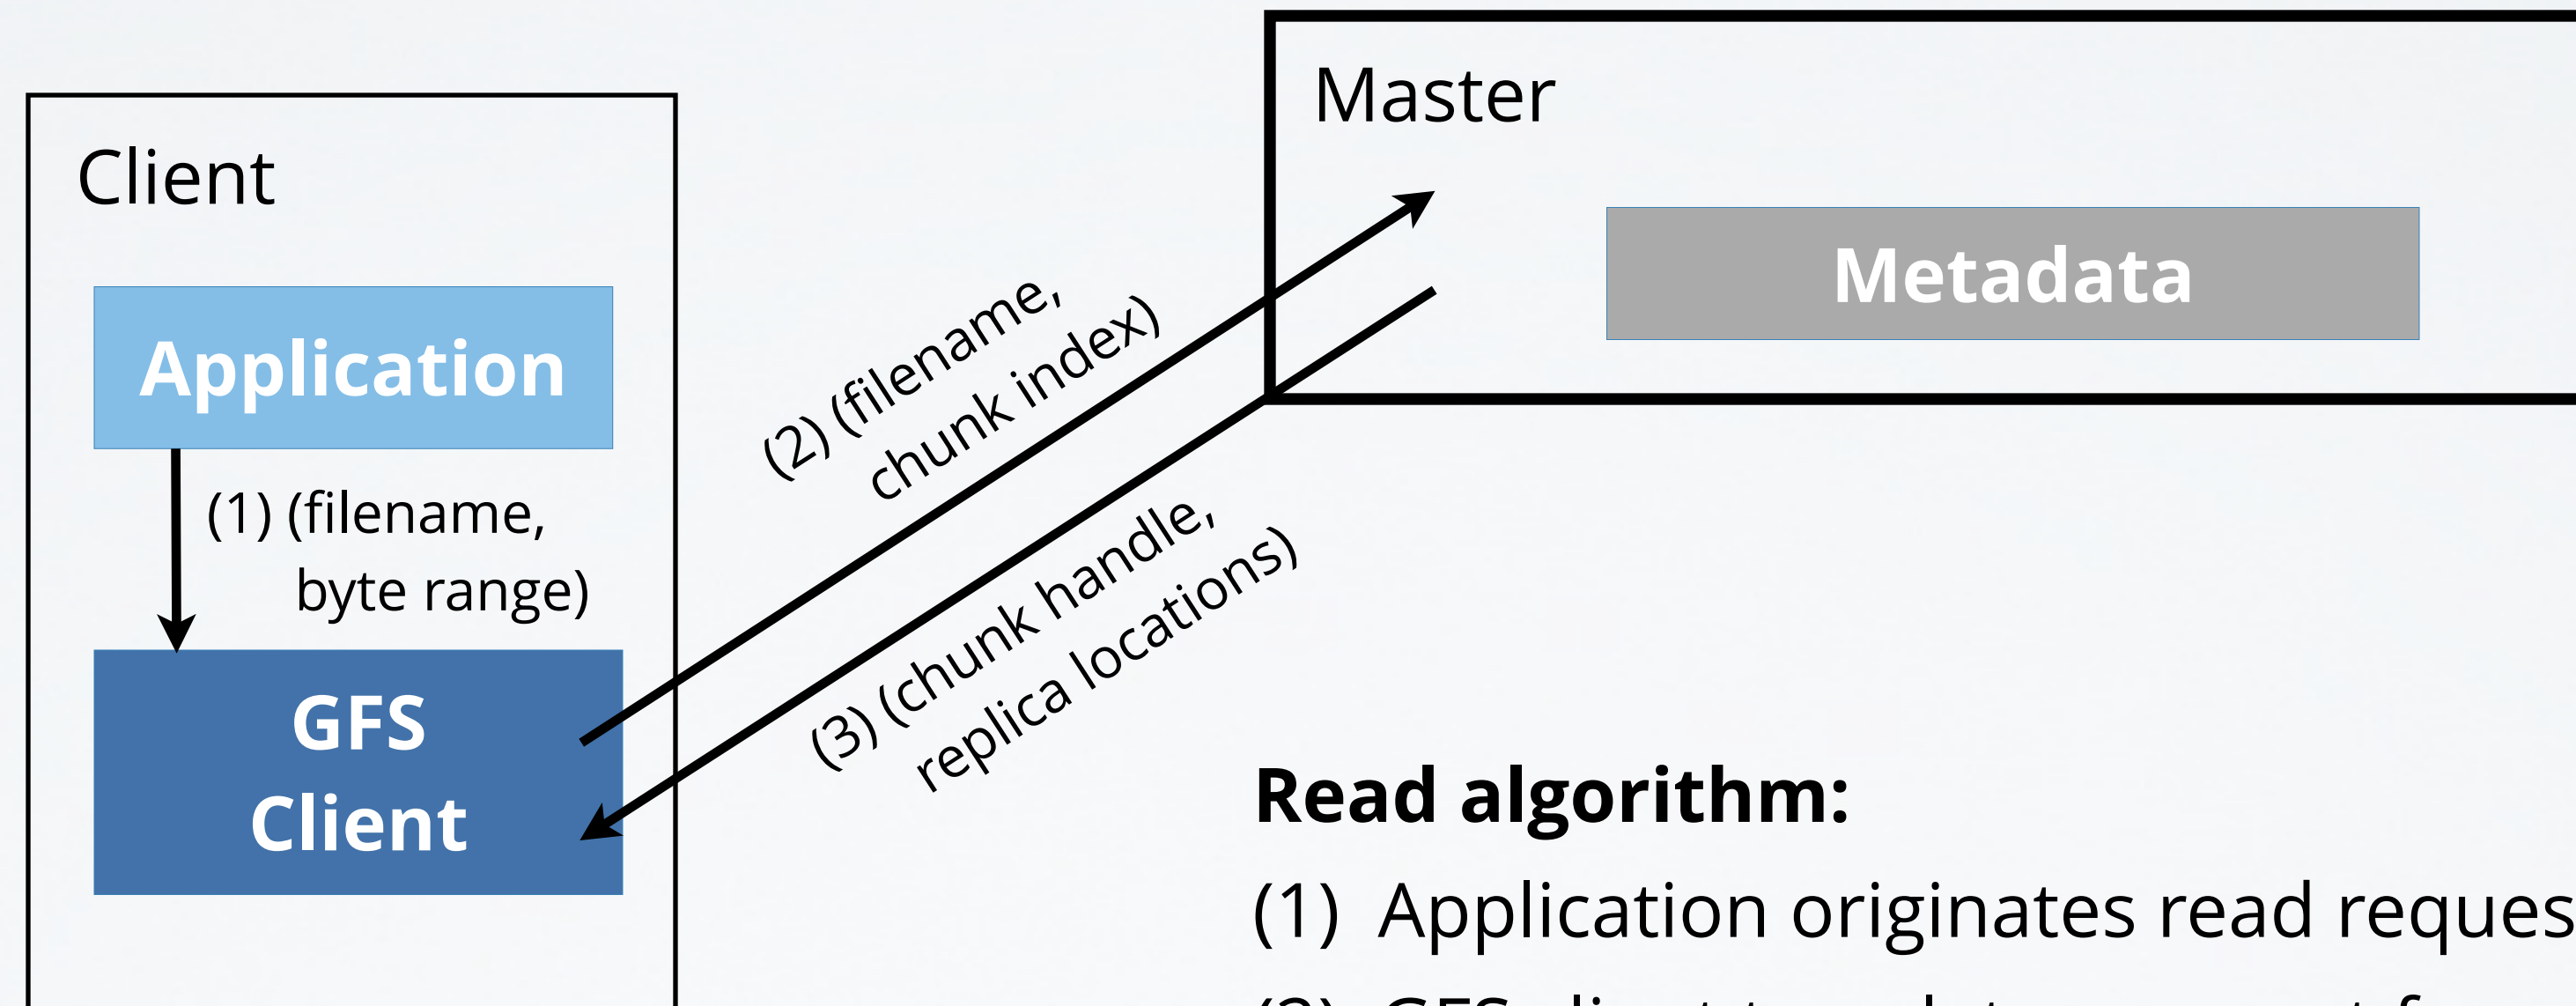 Master
Client
Metadata
Application
(1) (filename,
byte range)
(2) (filename,
chunk index)
(3) (chunk handle,
replica locations)
GFS
Client
Read algorithm:
(1) Application originates read reques